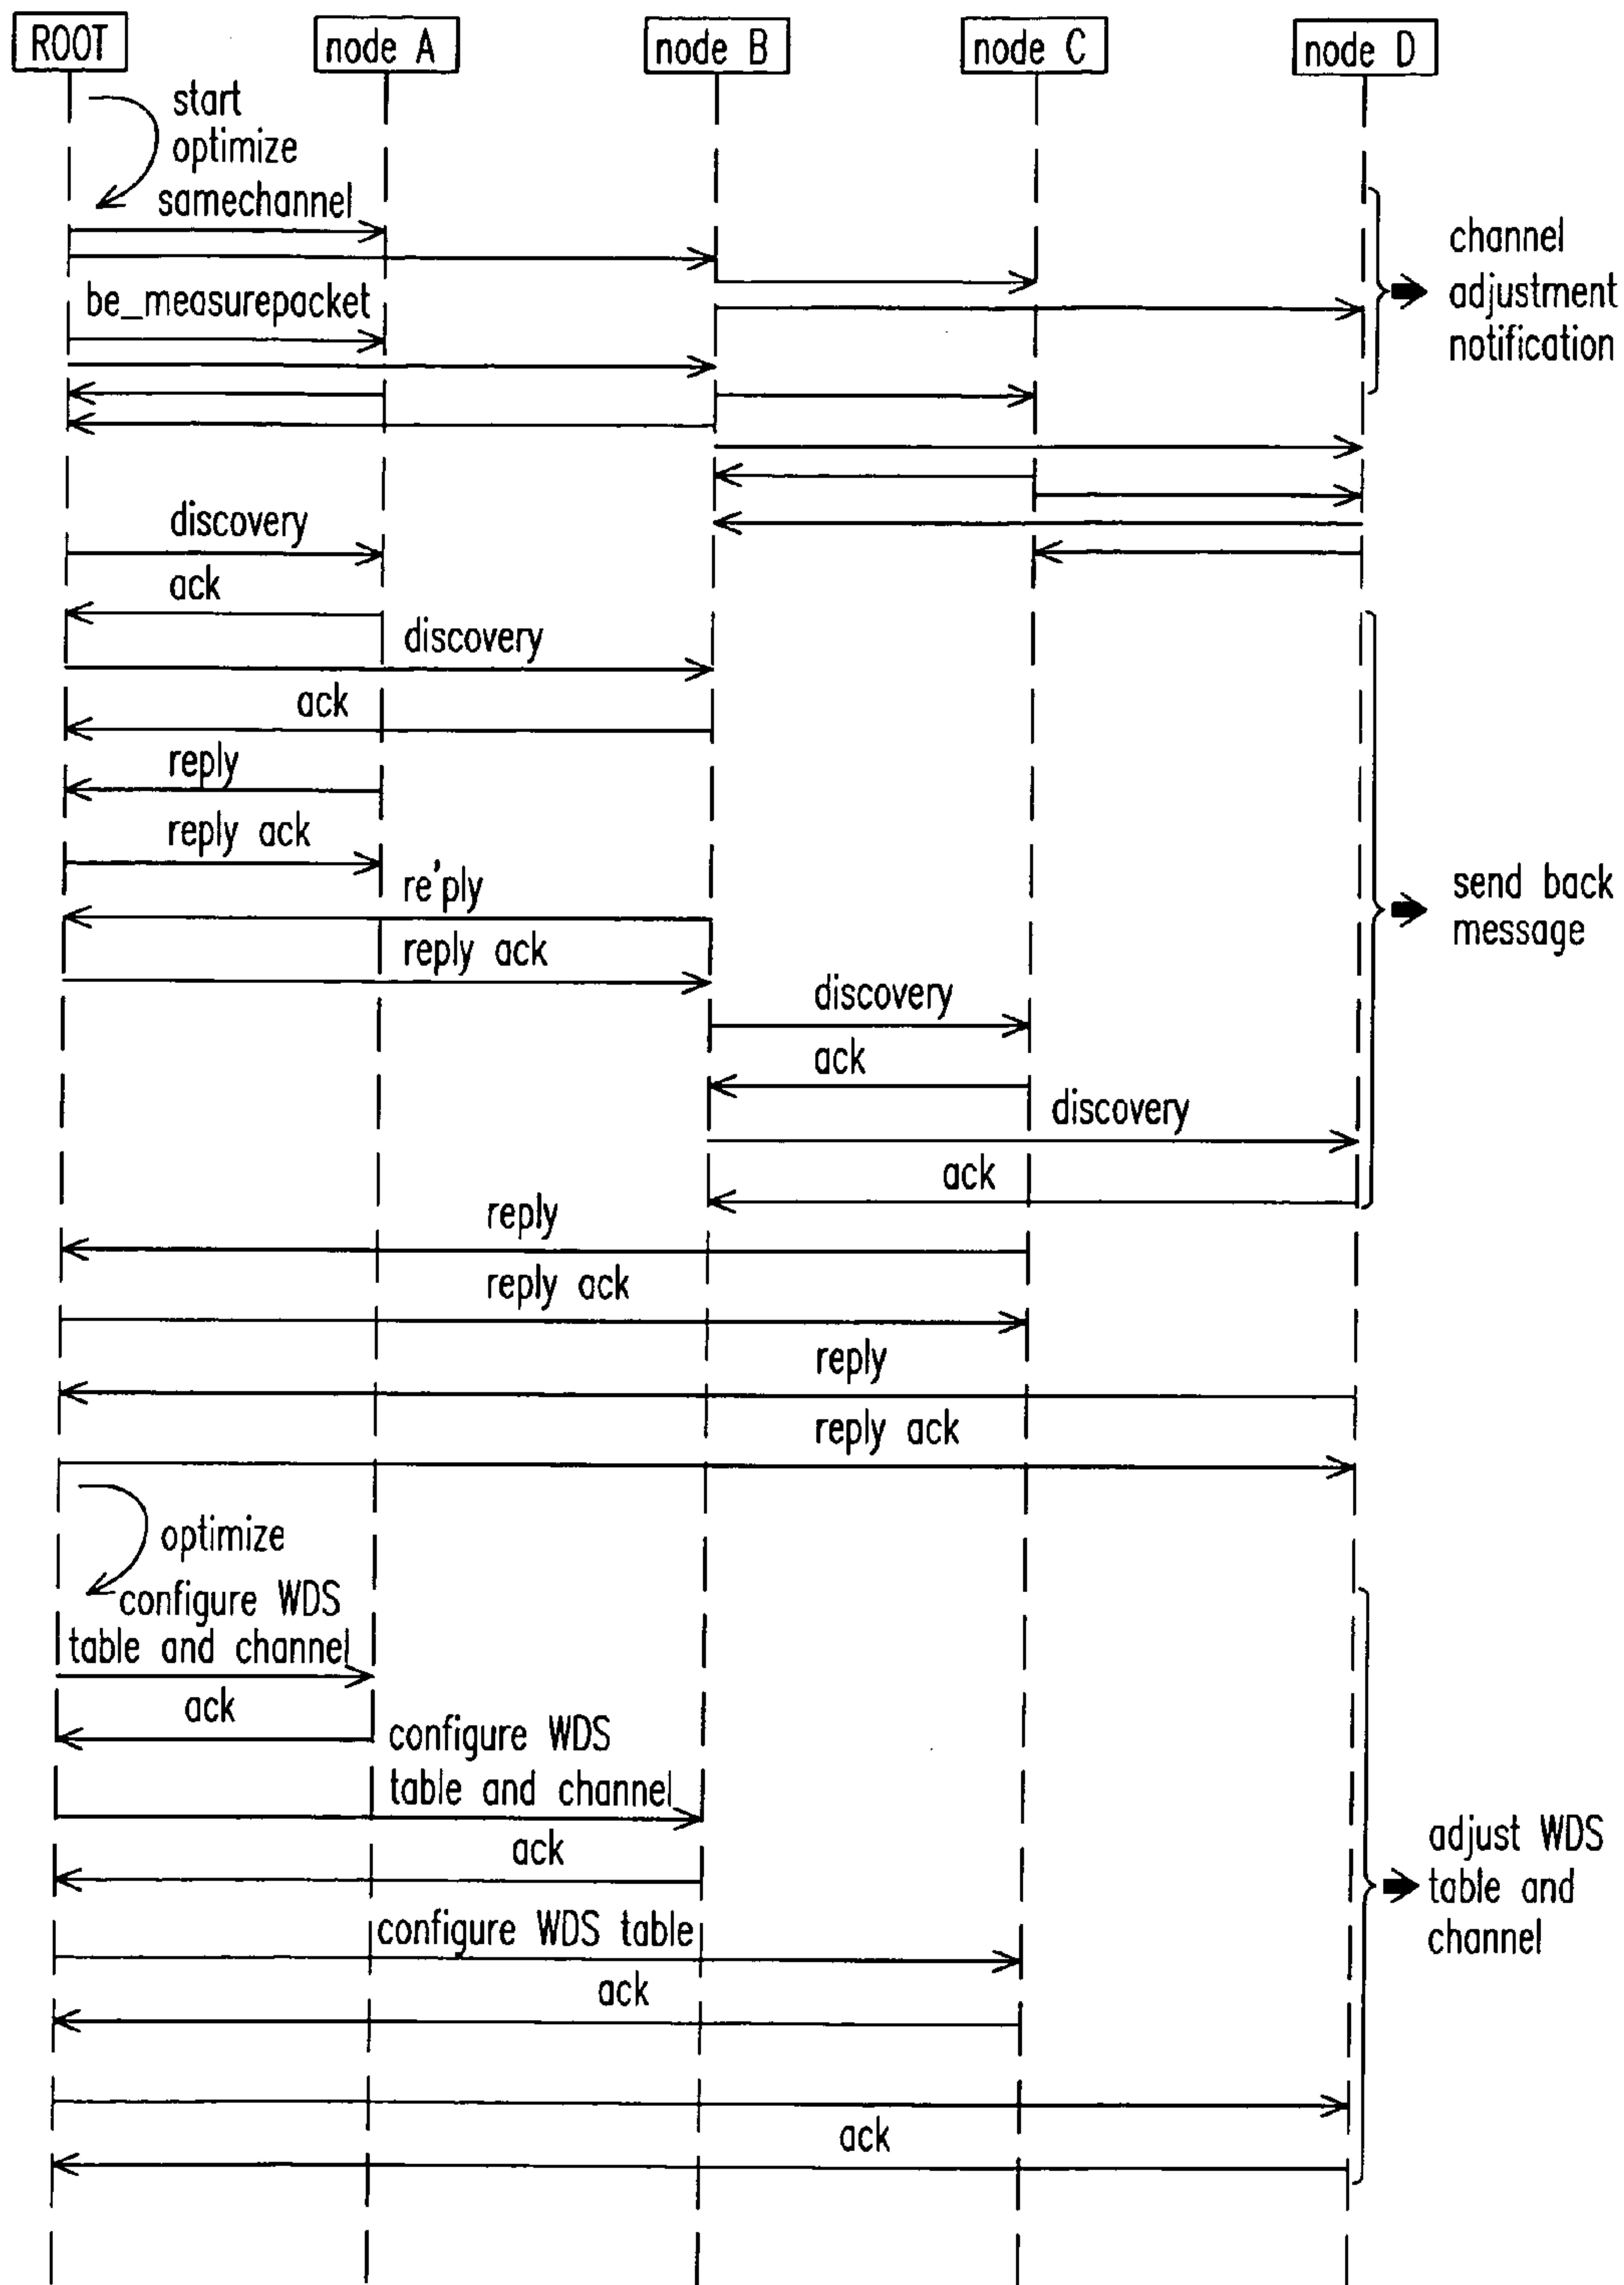 ROOT
node A
node B
node C
node D
start
optimize
samechannel
channel
adjustment
notification
be_measurepacket
discovery
ack
discovery
ack
reply
reply ack
re'ply
reply ack
send back
message
discovery
ack
discovery
ack
reply
reply ack
reply
reply ack
optimize
configure WDS
table and channel
ack
configure WDS
table and channel
ack
adjust WDS
table and
channel
configure WDS table
ack
ack